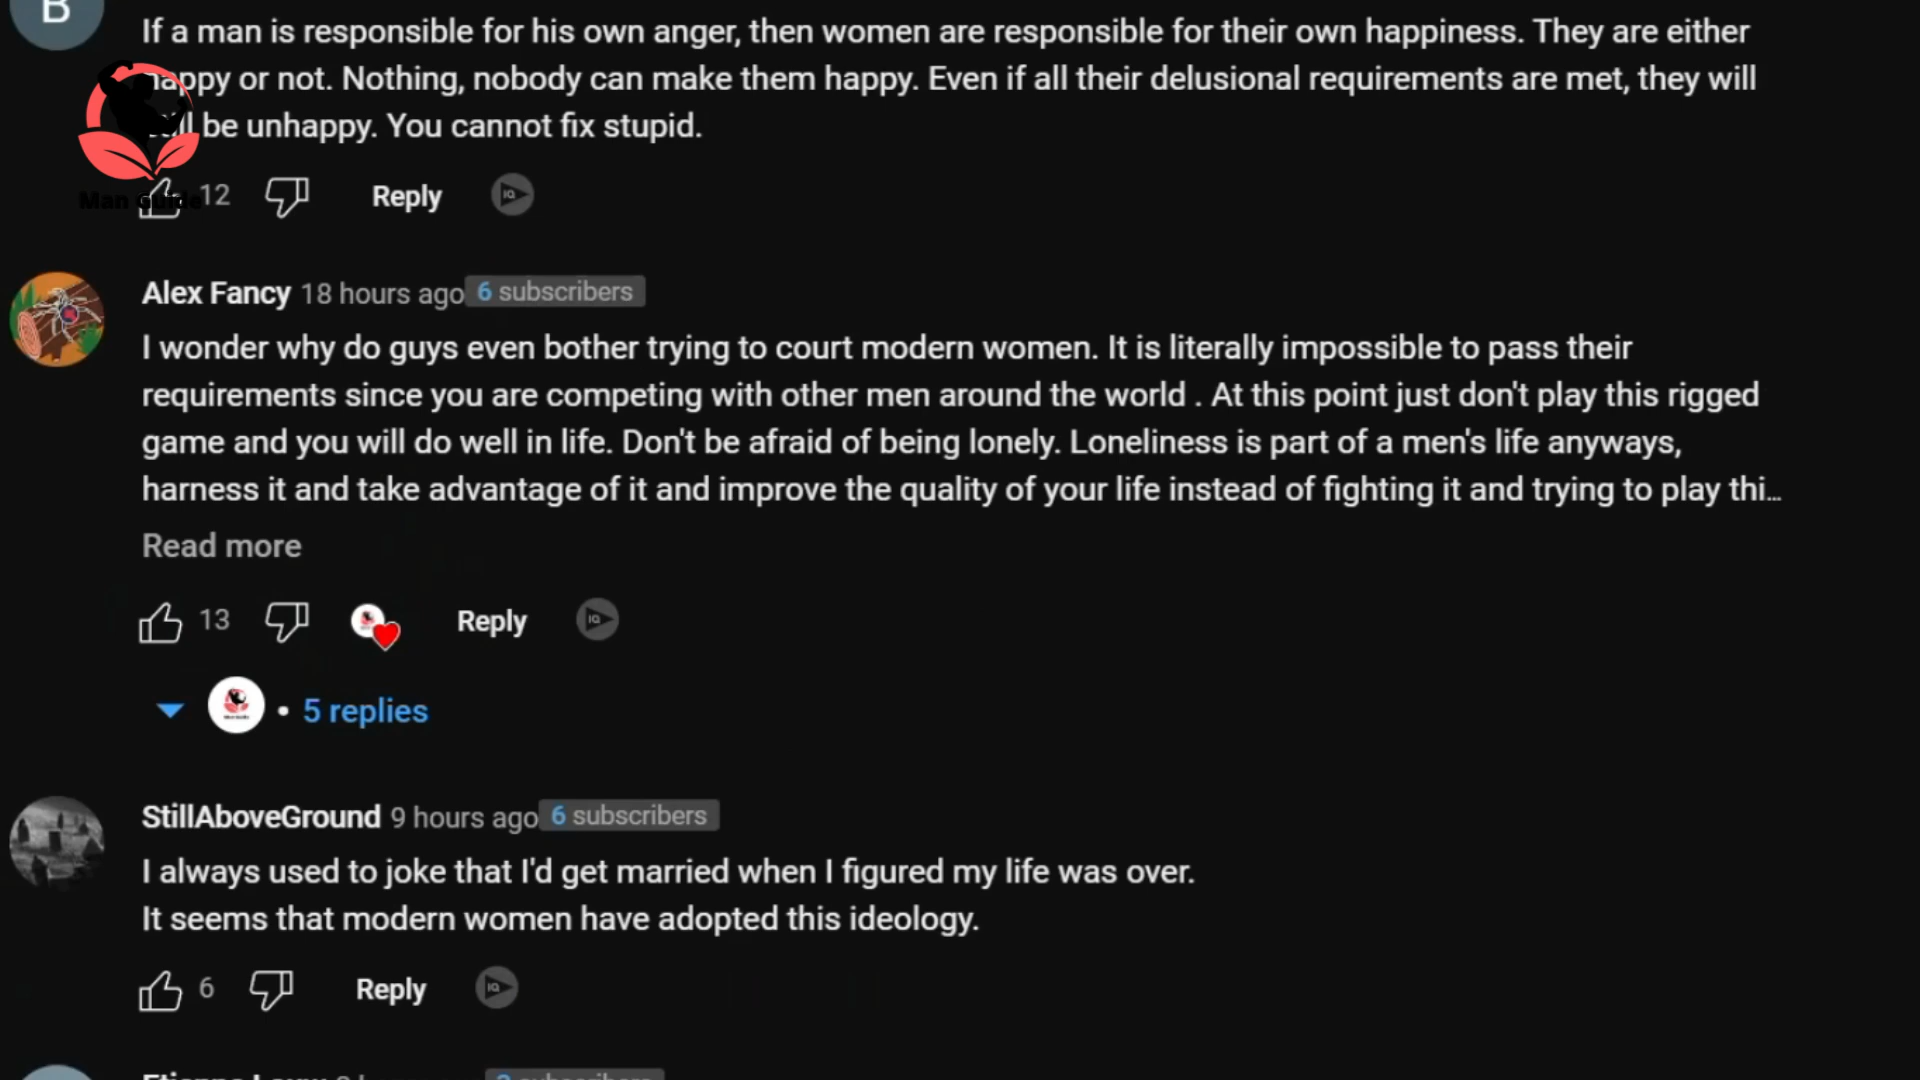 B
If a man is responsible for his own anger, then women are responsible for their own happiness. They are either
happy or not. Nothing, nobody can make them happy. Even if all their delusional requirements are met, they will
be unhappy. You cannot fix stupid.
Man Guide
12 Reply
Alex Fancy 18 hours ago 6 subscribers
I wonder why do guys even bother trying to court modern women. It is literally impossible to pass their
requirements since you are competing with other men around the world . At this point just don't play this rigged
game and you will do well in life. Don't be afraid of being lonely. Loneliness is part of a men's life anyways,
harness it and take advantage of it and improve the quality of your life instead of fighting it and trying to play thi...
Read more
13 Reply
• 5 replies
StillAboveGround 9 hours ago 6 subscribers
I always used to joke that I'd get married when I figured my life was over.
It seems that modern women have adopted this ideology.
6 Reply